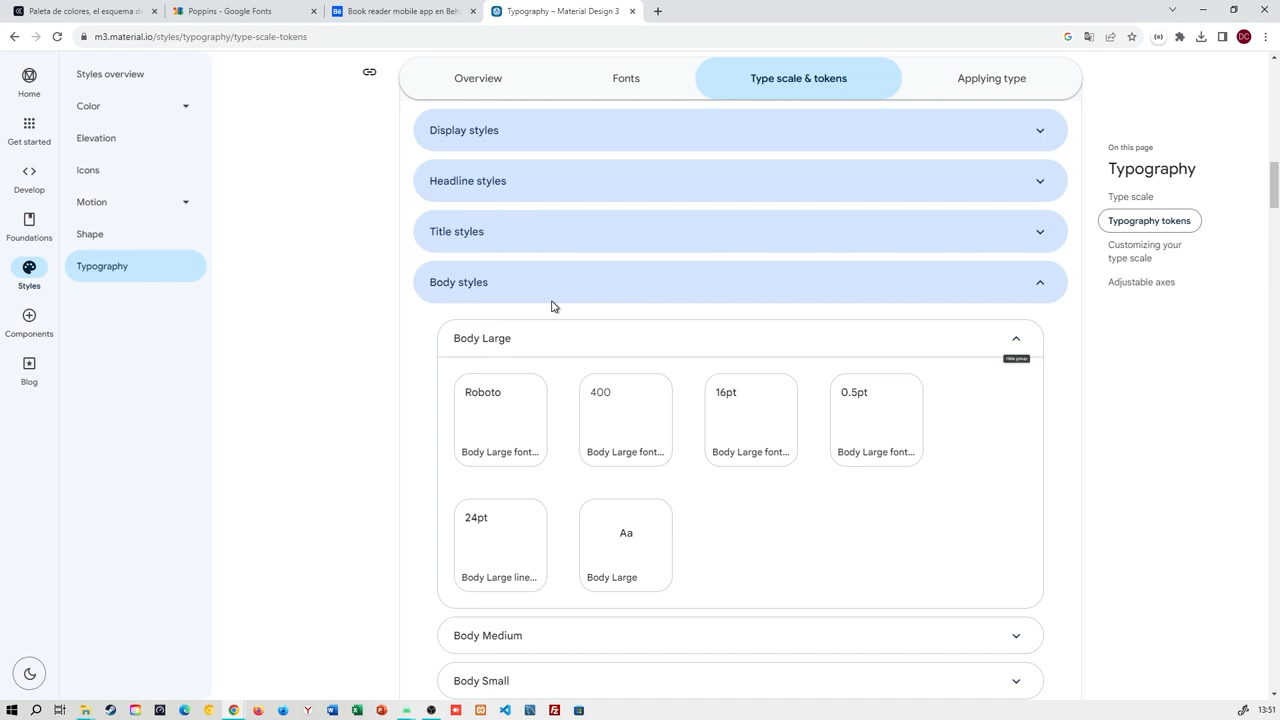 Paleta de colores, el esquema d
Poppins - Google Fonts
Book reader mobile app en Beh
Typography – Material Design 3
m3.material.io/styles/typography/type-scale-tokens
DC
Home
Get started
Develop
Foundations
Styles
Components
Blog
Styles overview
Color
Elevation
Icons
Motion
Shape
Typography
Overview
Fonts
Type scale & tokens
Applying type
Display styles
Headline styles
Title styles
Body styles
Body Large
Hide group
Roboto
Body Large font...
400
Body Large font...
16pt
Body Large font...
0.5pt
Body Large font...
24pt
Body Large line...
Aa
Body Large
Body Medium
Body Small
On this page
Typography
Type scale
Typography tokens
Customizing your
type scale
Adjustable axes
13:51